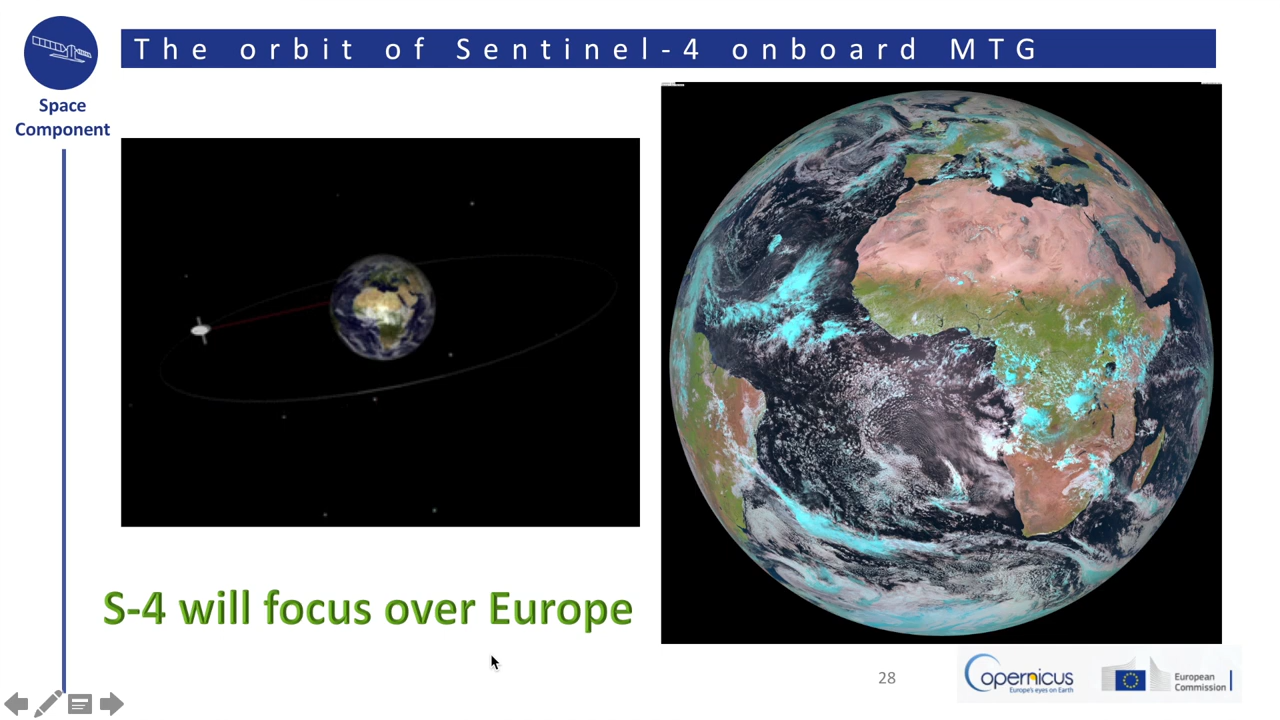 The orbit of Sentinel-4 onboard MTG
Space
Component
S-4 will focus over Europe
28
opernicus
Europe's eyes on Earth
European
Commission